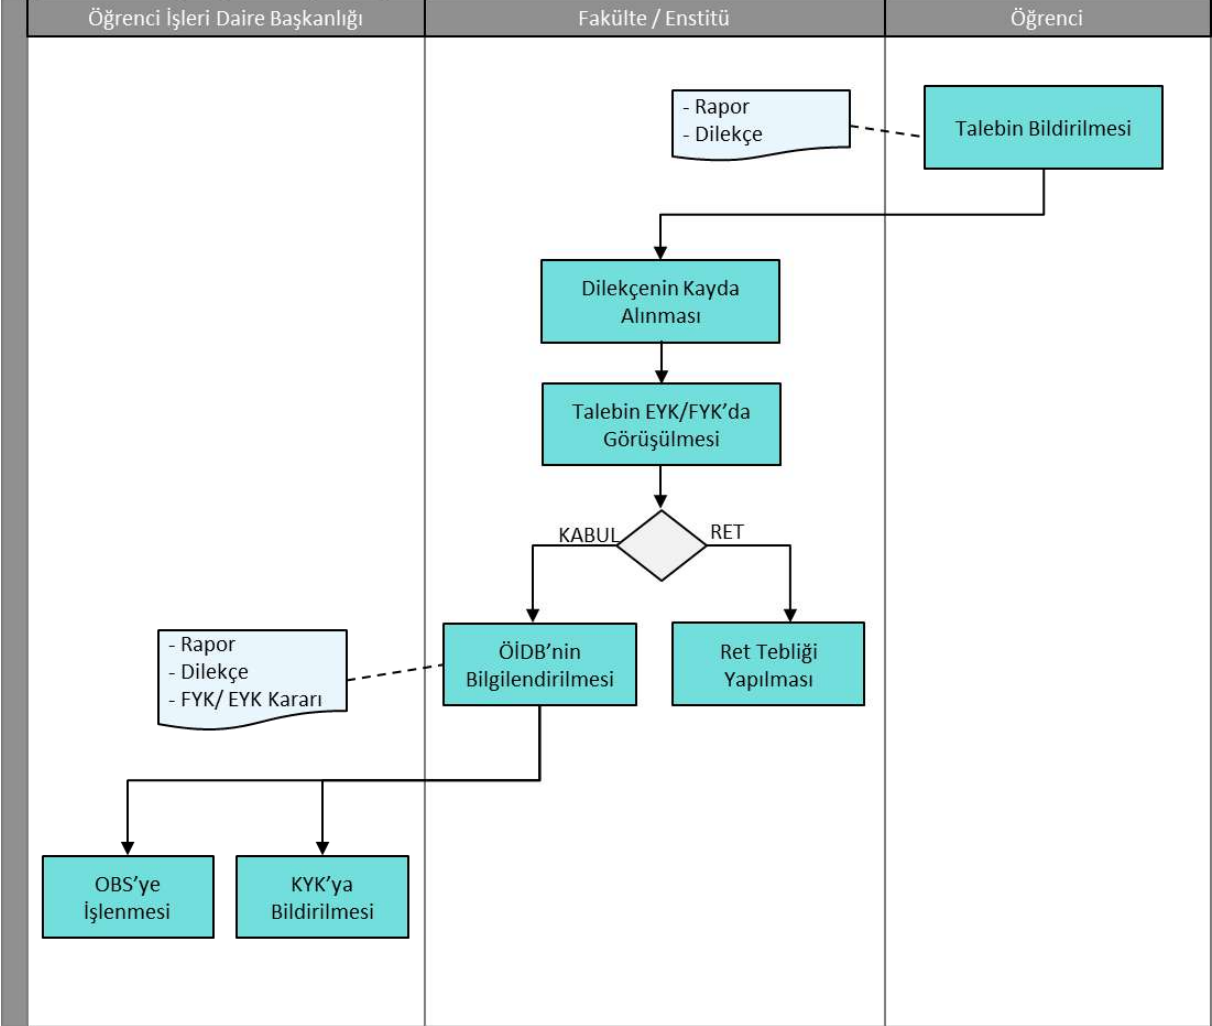 Öğrenci İşleri Daire Başkanlığı
Fakülte / Enstitü
Öğrenci
- Rapor
- Dilekçe
Talebin Bildirilmesi
Dilekçenin Kayda
Alınması
Talebin EYK/FYK’da
Görüşülmesi
KABUL
RET
- Rapor
- Dilekçe
- FYK/ EYK Kararı
ÖİDB’nin
Bilgilendirilmesi
Ret Tebliği
Yapılması
OBS’ye
İşlenmesi
KYK’ya
Bildirilmesi